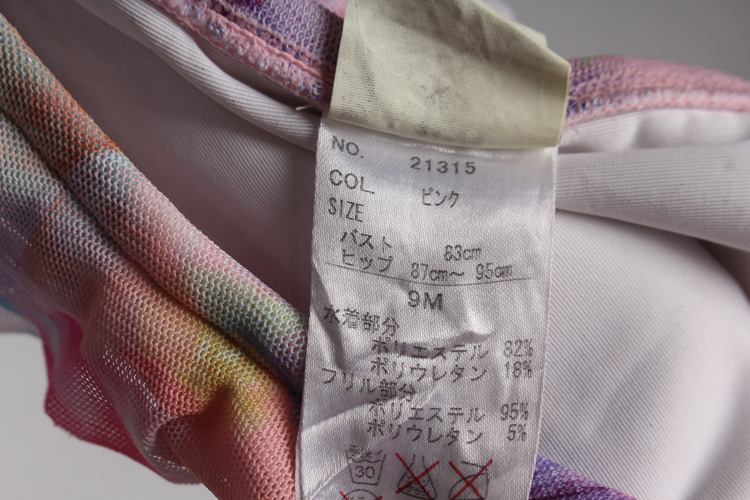 NO. 21315
COL. ピンク
SIZE
バスト 83cm
ヒップ 87cm～ 95cm
9M
水着部分
ポリエステル 82%
ポリウレタン 18%
フリル部分
ポリエステル 95%
ポリウレタン 5%
30